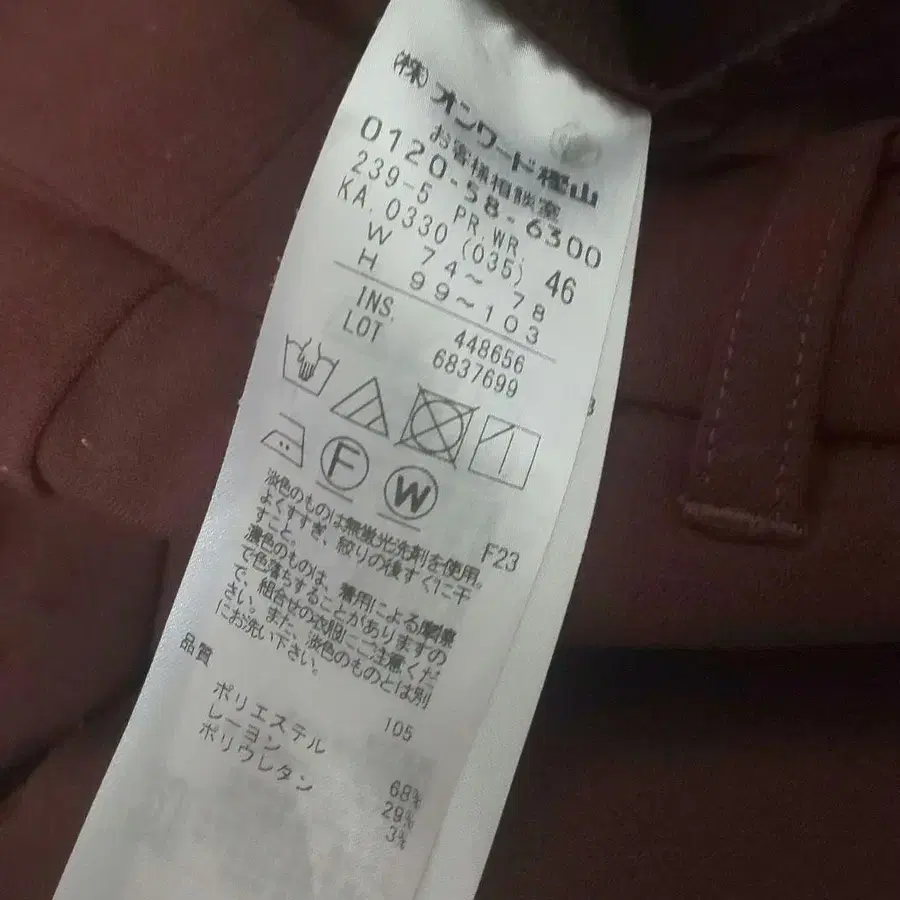 (株) オンワード樫山
お客様相談室
0120-58-6300
239-5 PR.WR.
KA.0330 (035) 46
W 74～ 78
H 99～103
INS. 448656
LOT 6837699
F
W
F23
淡色のものは無蛍光洗剤を使用。
よくすすぎ、絞りの後すぐに干
すこと。
濃色のものは、着用による摩擦
で色落ちすることがありますの
で、組合せの衣服にご注意くだ
さい。また、淡色のものとは別
にお洗い下さい。
105
品質
ポリエステル 68%
レーヨン 29%
ポリウレタン 3%